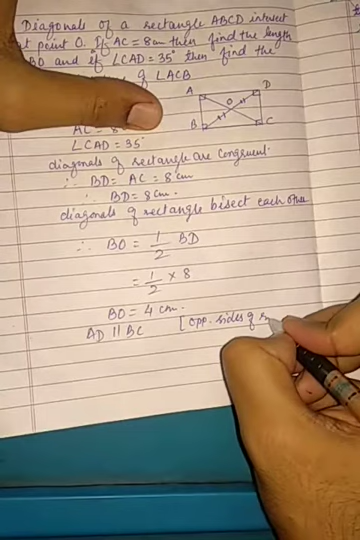 Diagonals of a rectangle ABCD intersect
at point O. If AC = 8cm then find the length
BO and if ∠CAD = 35° then find the
of ∠ACB
A
D
O
B
C
AC = 8
∠CAD = 35°
diagonals of rectangle are congruent.
∴ BD = AC = 8 cm
∴ BD = 8 cm.
diagonals of rectangle bisect each other
∴ BO = 1/2 BD
= 1/2 × 8
BO = 4 cm.
AD || BC [opp. sides of